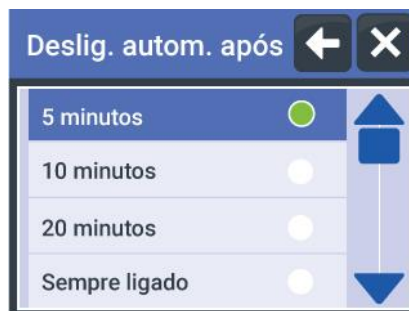 Deslig. autom. após
5 minutos
10 minutos
20 minutos
Sempre ligado